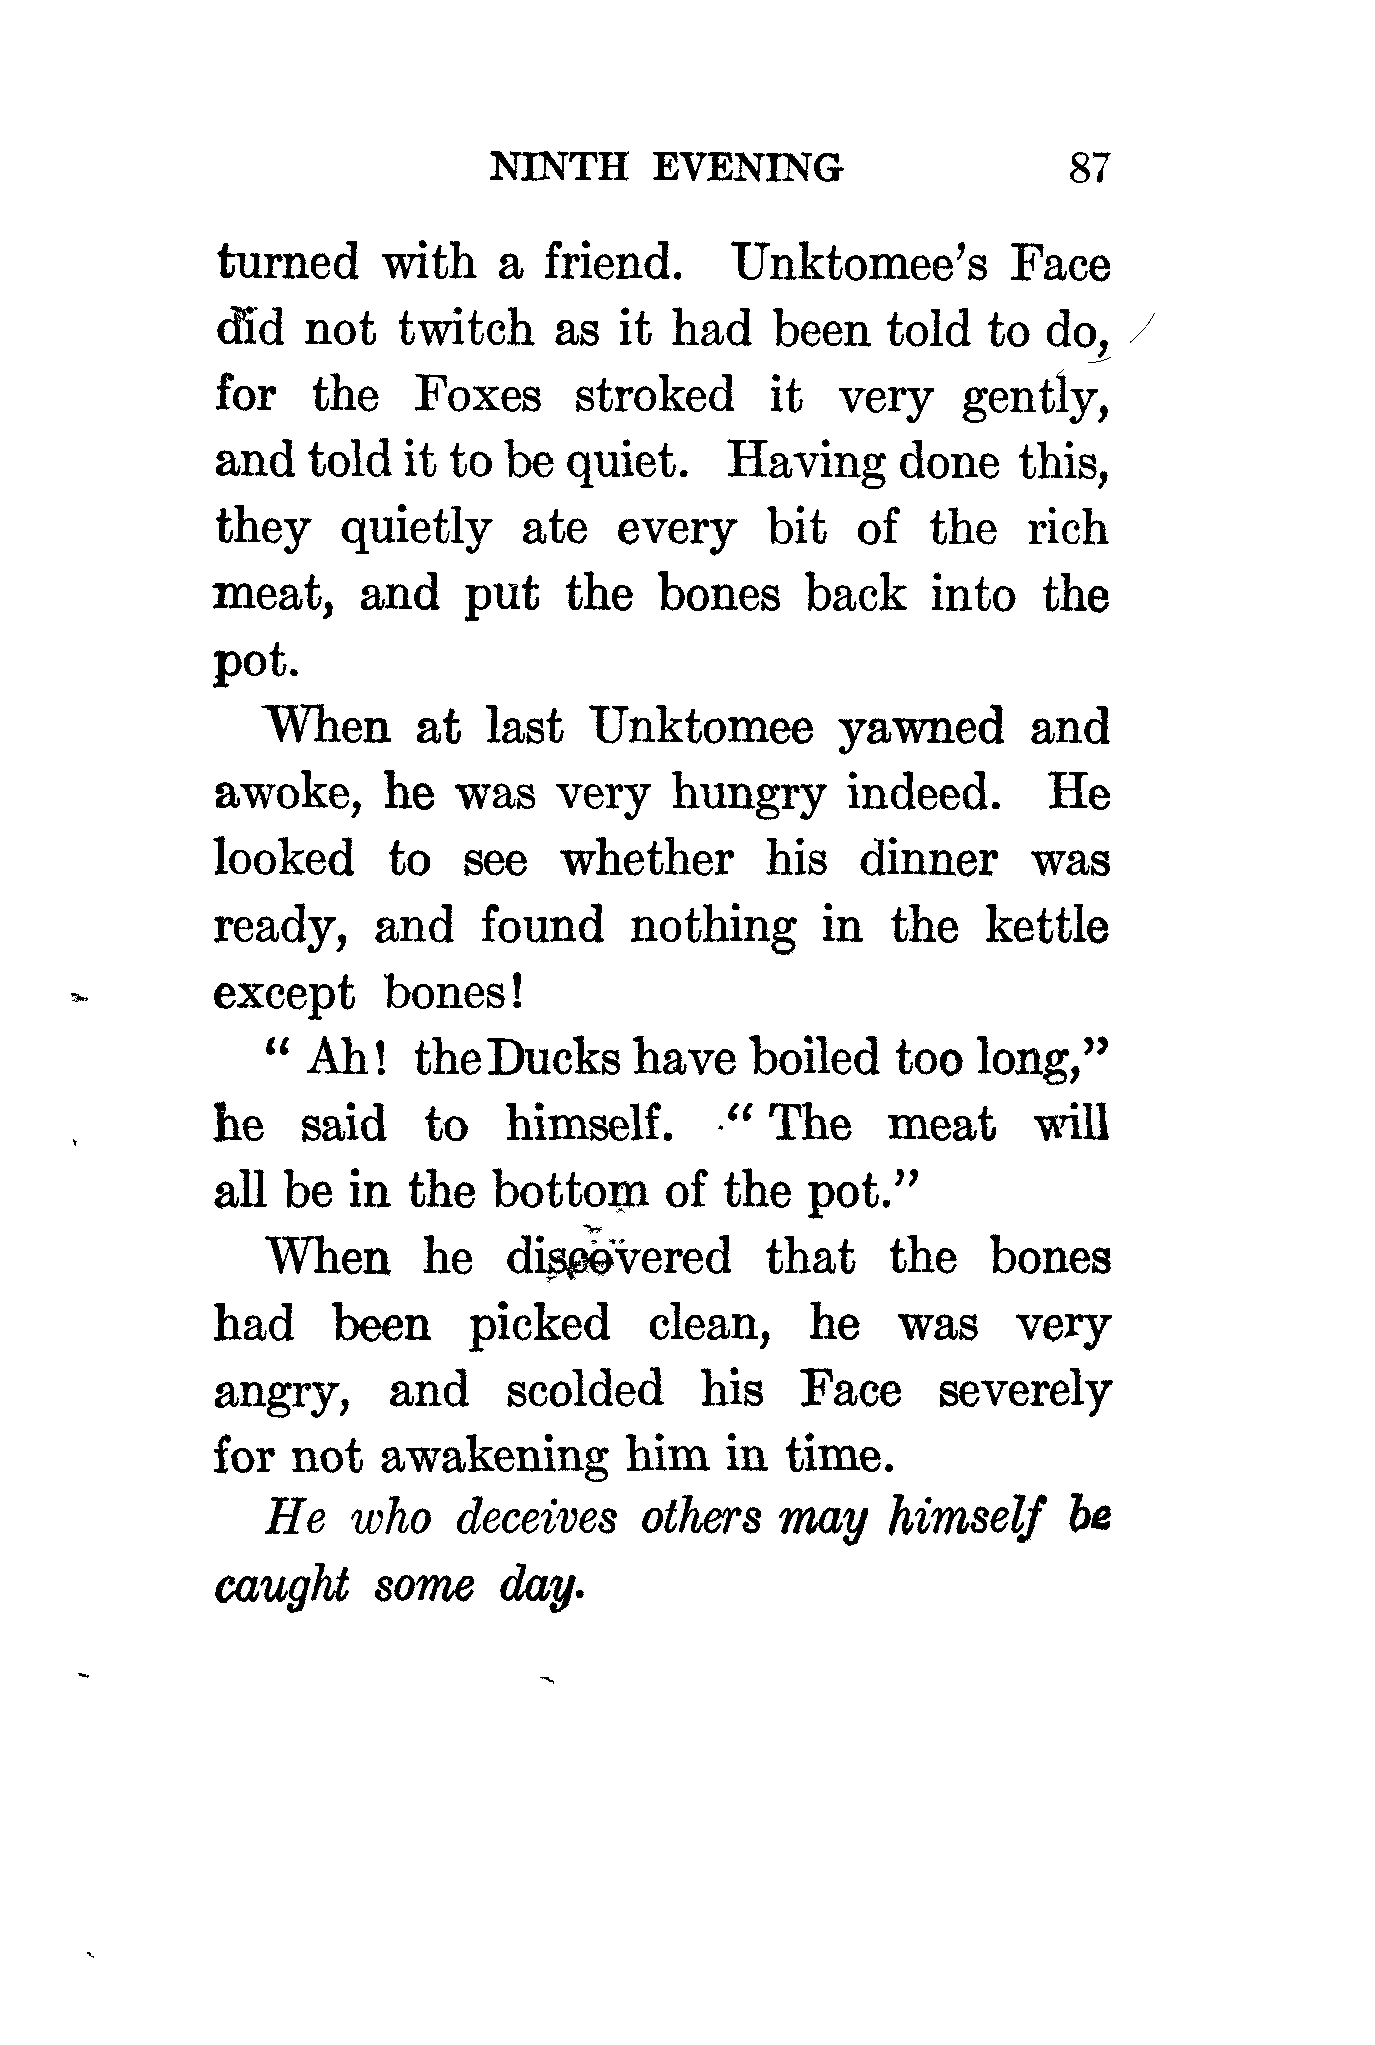 NINTH EVENING 87
turned with a friend. Unktomee's Face
did not twitch as it had been told to do,
for the Foxes stroked it very gently,
and told it to be quiet. Having done this,
they quietly ate every bit of the rich
meat, and put the bones back into the
pot.
When at last Unktomee yawned and
awoke, he was very hungry indeed. He
looked to see whether his dinner was
ready, and found nothing in the kettle
except bones!
“ Ah! the Ducks have boiled too long,”
he said to himself. “ The meat will
all be in the bottom of the pot.”
When he discovered that the bones
had been picked clean, he was very
angry, and scolded his Face severely
for not awakening him in time.
He who deceives others may himself be
caught some day.